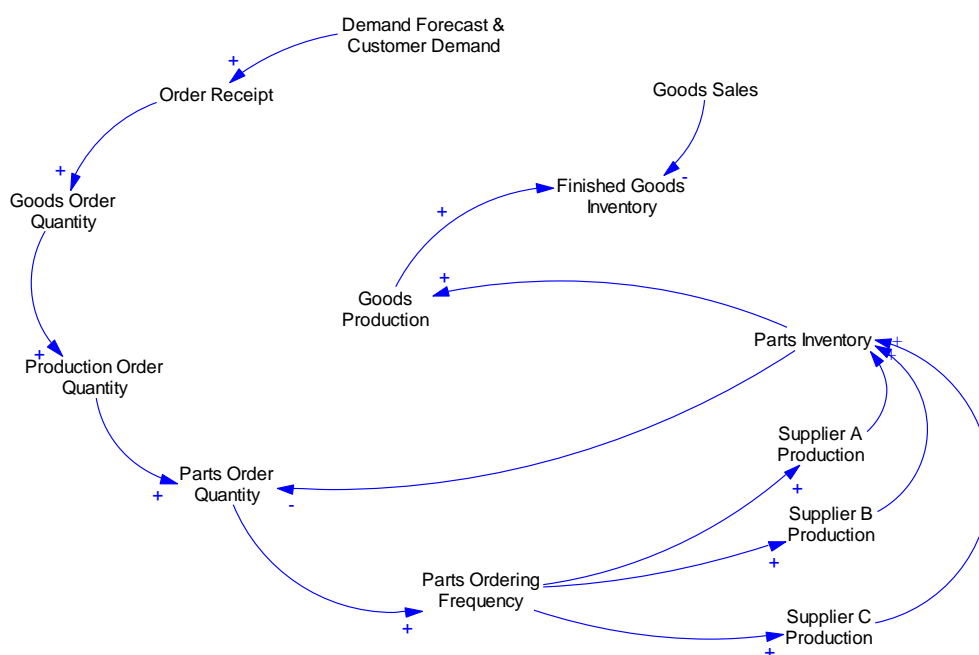 Demand Forecast &
Customer Demand
+
Order Receipt
Goods Sales
+
-
Goods Order
Quantity
Finished Goods
Inventory
+
+
Goods
Production
Parts Inventory
+
+
+
Production Order
Quantity
Supplier A
Production
Parts Order
Quantity
+
-
+
Supplier B
Production
+
Parts Ordering
Frequency
+
Supplier C
Production
+